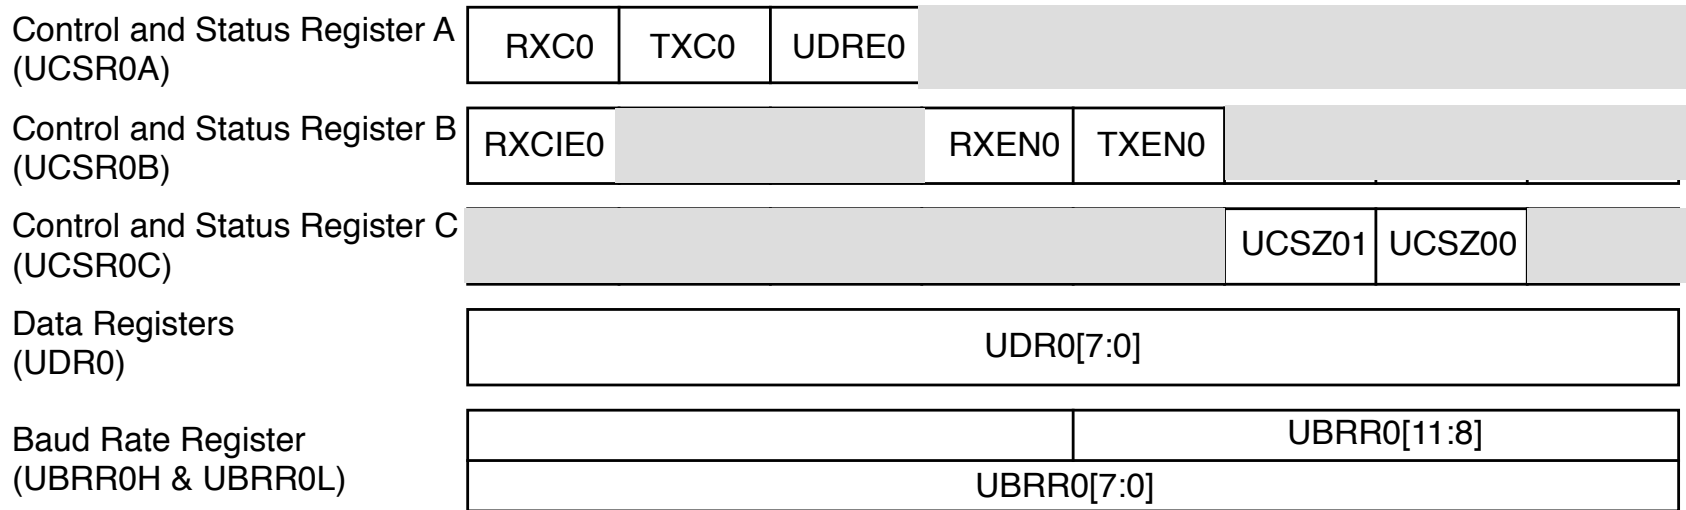 Control and Status Register A
(UCSR0A)
RXC0 TXC0 UDRE0
Control and Status Register B
(UCSR0B)
RXCIE0 RXEN0 TXEN0
Control and Status Register C
(UCSR0C)
UCSZ01 UCSZ00
Data Registers
(UDR0)
UDR0[7:0]
Baud Rate Register
(UBRR0H & UBRR0L)
UBRR0[11:8]
UBRR0[7:0]